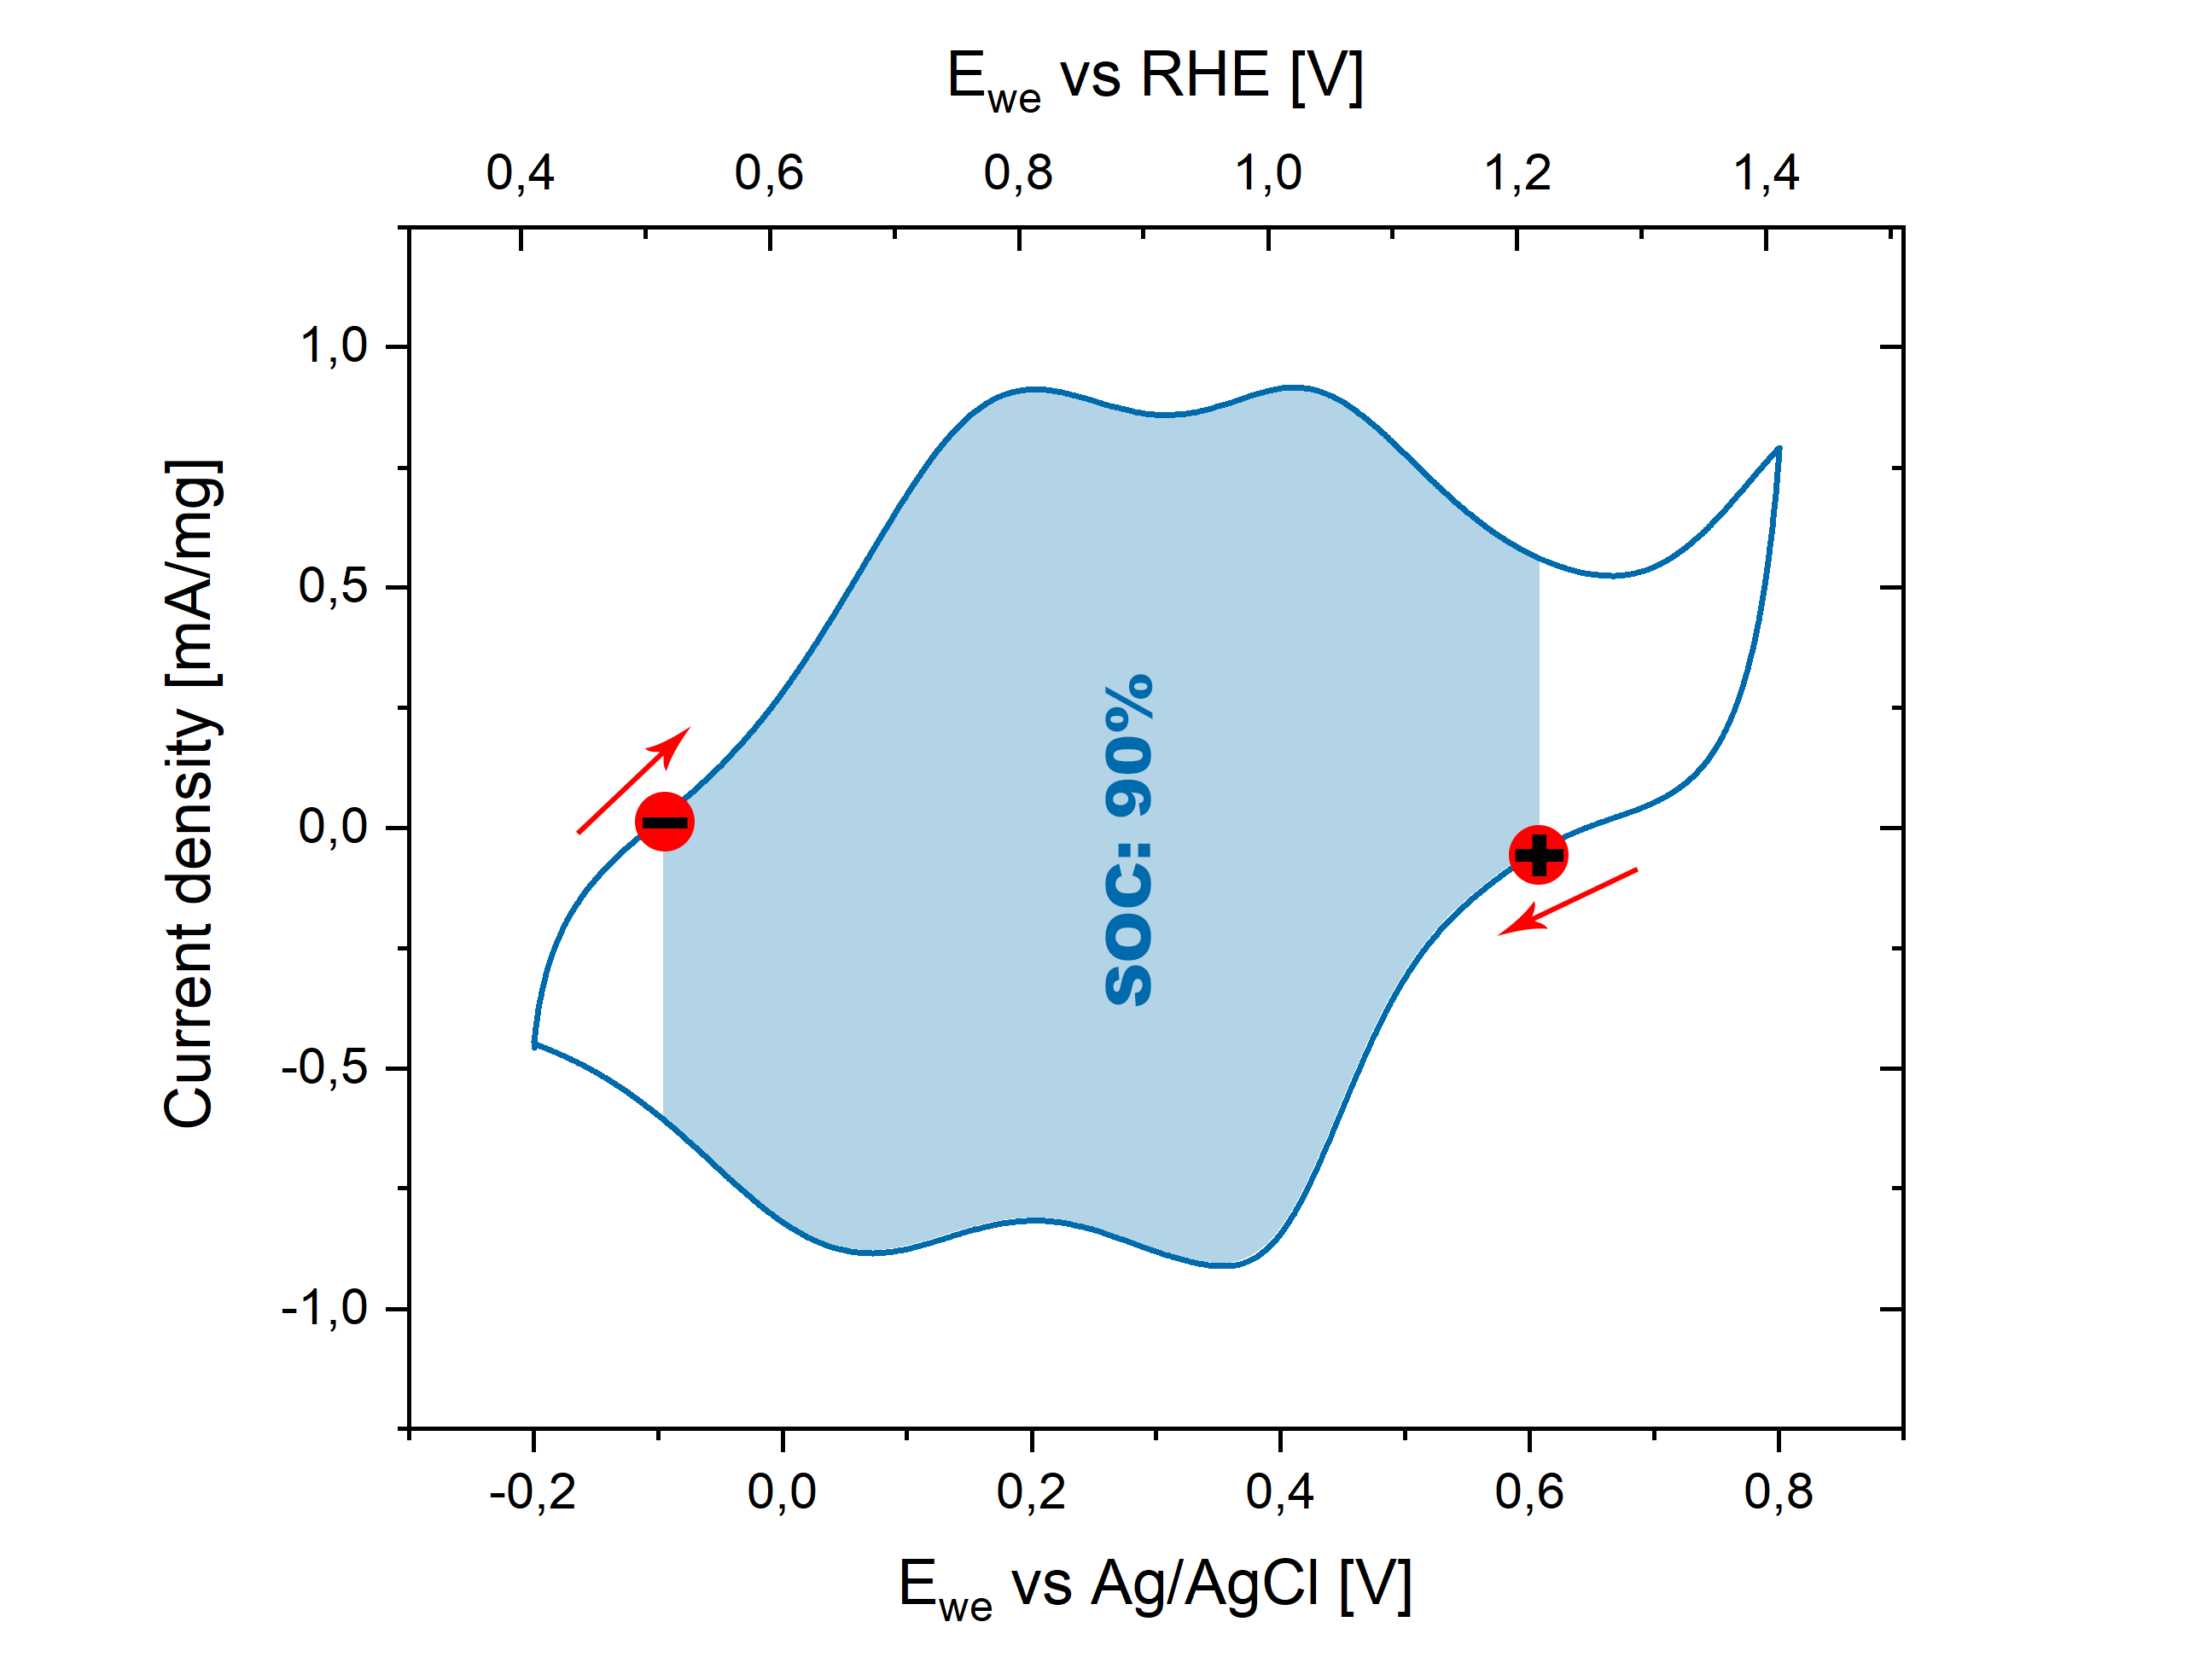 Ewe vs RHE [V]
0,4 0,6 0,8 1,0 1,2 1,4
Current density [mA/mg]
1,0
0,5
0,0
-0,5
-1,0
soc: 90%
-0,2 0,0 0,2 0,4 0,6 0,8
Ewe vs Ag/AgCl [V]